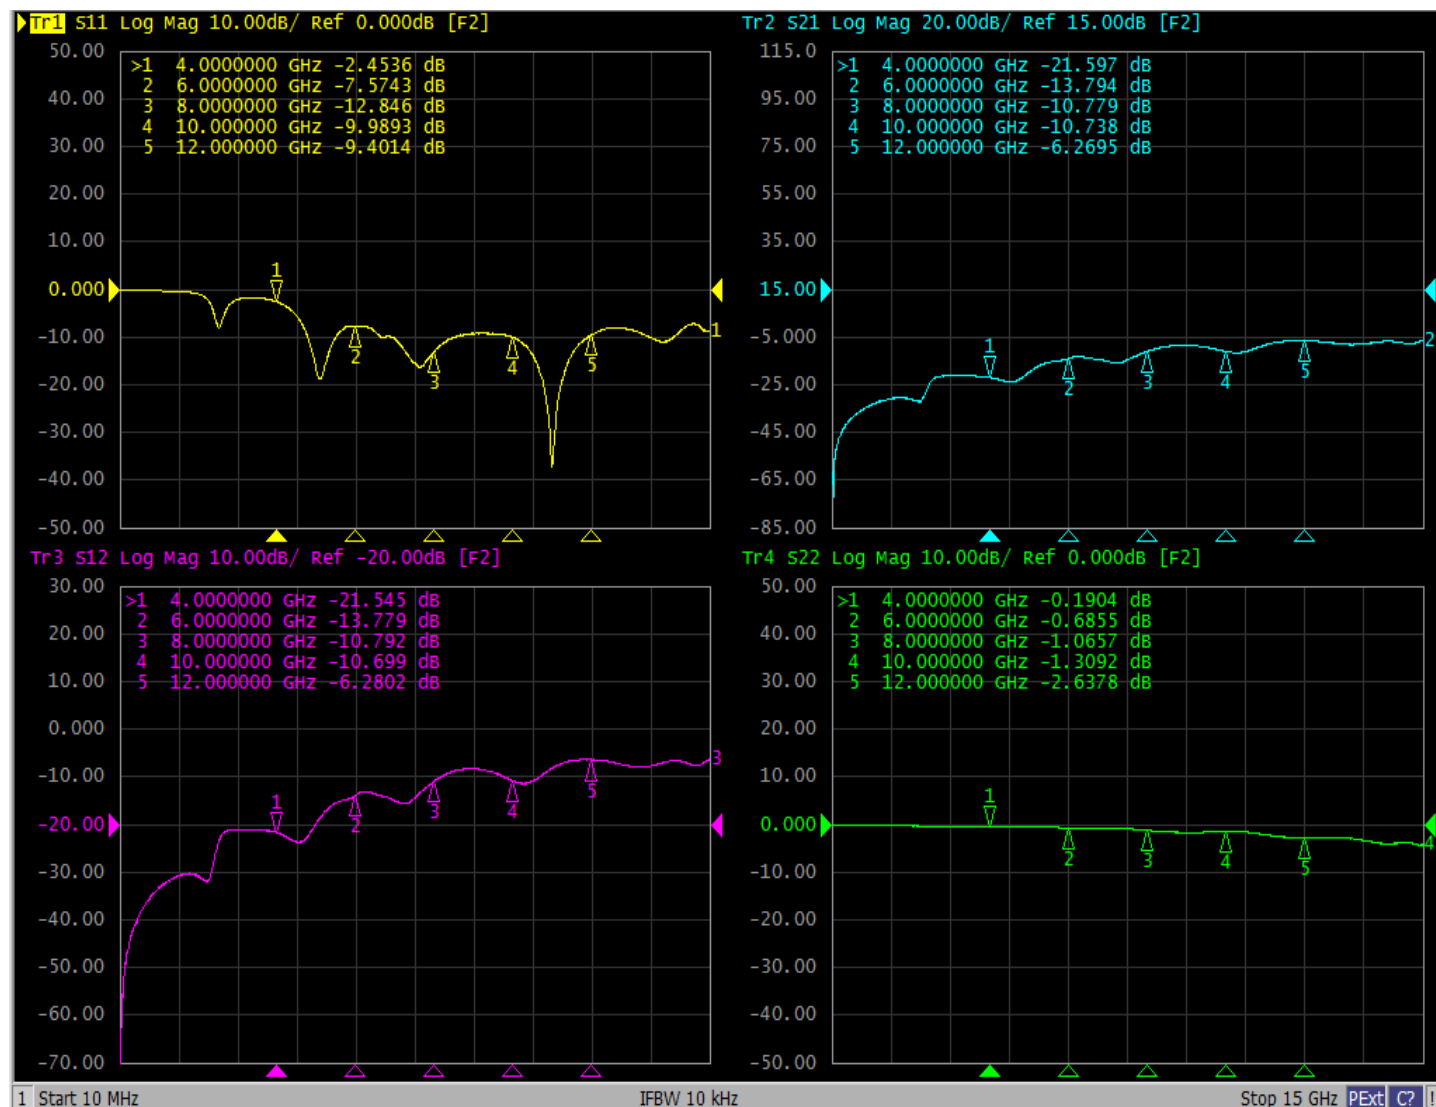 Tr1 S11 Log Mag 10.00dB/ Ref 0.000dB [F2]
50.00
40.00
30.00
20.00
10.00
0.000
-10.00
-20.00
-30.00
-40.00
-50.00
>1 4.0000000 GHz -2.4536 dB
2 6.0000000 GHz -7.5743 dB
3 8.0000000 GHz -12.846 dB
4 10.000000 GHz -9.9893 dB
5 12.000000 GHz -9.4014 dB
1
2
3
4
5
1
Tr2 S21 Log Mag 20.00dB/ Ref 15.00dB [F2]
115.0
95.00
75.00
55.00
35.00
15.00
-5.000
-25.00
-45.00
-65.00
-85.00
>1 4.0000000 GHz -21.597 dB
2 6.0000000 GHz -13.794 dB
3 8.0000000 GHz -10.779 dB
4 10.000000 GHz -10.738 dB
5 12.000000 GHz -6.2695 dB
1
2
3
4
5
2
Tr3 S12 Log Mag 10.00dB/ Ref -20.00dB [F2]
30.00
20.00
10.00
0.000
-10.00
-20.00
-30.00
-40.00
-50.00
-60.00
-70.00
>1 4.0000000 GHz -21.545 dB
2 6.0000000 GHz -13.779 dB
3 8.0000000 GHz -10.792 dB
4 10.000000 GHz -10.699 dB
5 12.000000 GHz -6.2802 dB
1
2
3
4
5
3
Tr4 S22 Log Mag 10.00dB/ Ref 0.000dB [F2]
50.00
40.00
30.00
20.00
10.00
0.000
-10.00
-20.00
-30.00
-40.00
-50.00
>1 4.0000000 GHz -0.1904 dB
2 6.0000000 GHz -0.6855 dB
3 8.0000000 GHz -1.0657 dB
4 10.000000 GHz -1.3092 dB
5 12.000000 GHz -2.6378 dB
1
2
3
4
5
4
1 Start 10 MHz IFBW 10 kHz Stop 15 GHz PExt C? !